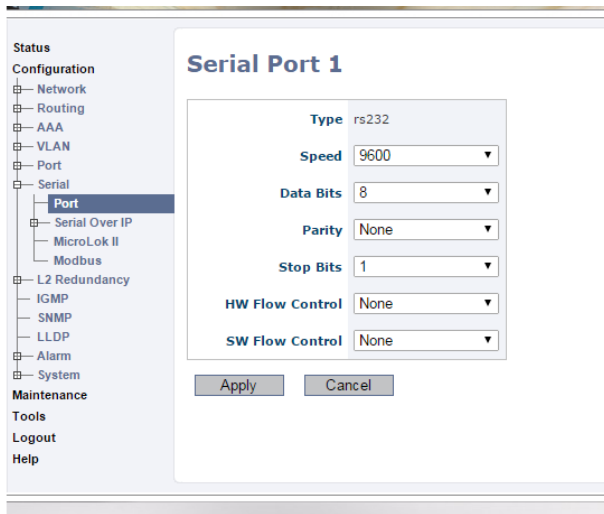 Status
Configuration
Network
Routing
AAA
VLAN
Port
Serial
Port
Serial Over IP
MicroLok II
Modbus
L2 Redundancy
IGMP
SNMP
LLDP
Alarm
System
Maintenance
Tools
Logout
Help
Serial Port 1
Type rs232
Speed 9600
Data Bits 8
Parity None
Stop Bits 1
HW Flow Control None
SW Flow Control None
Apply Cancel